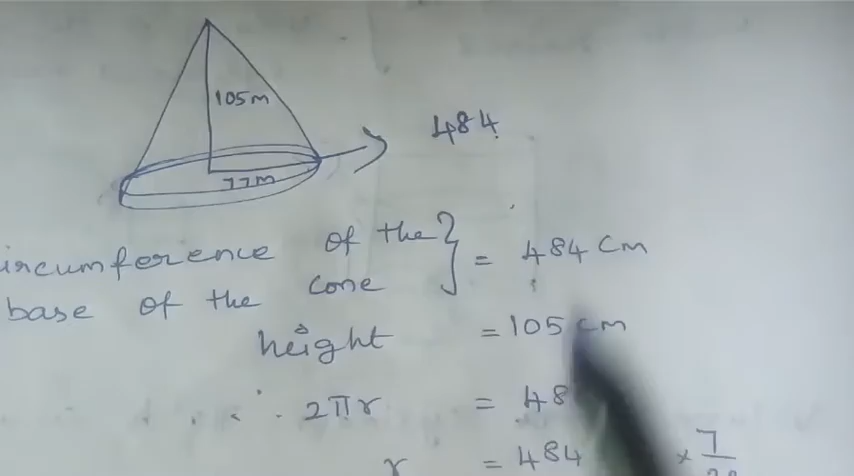 105m
77m
484
ircumference of the } = 484 cm
base of the cone
height = 105 cm
∴ 2πr = 48
r = 484 × 7